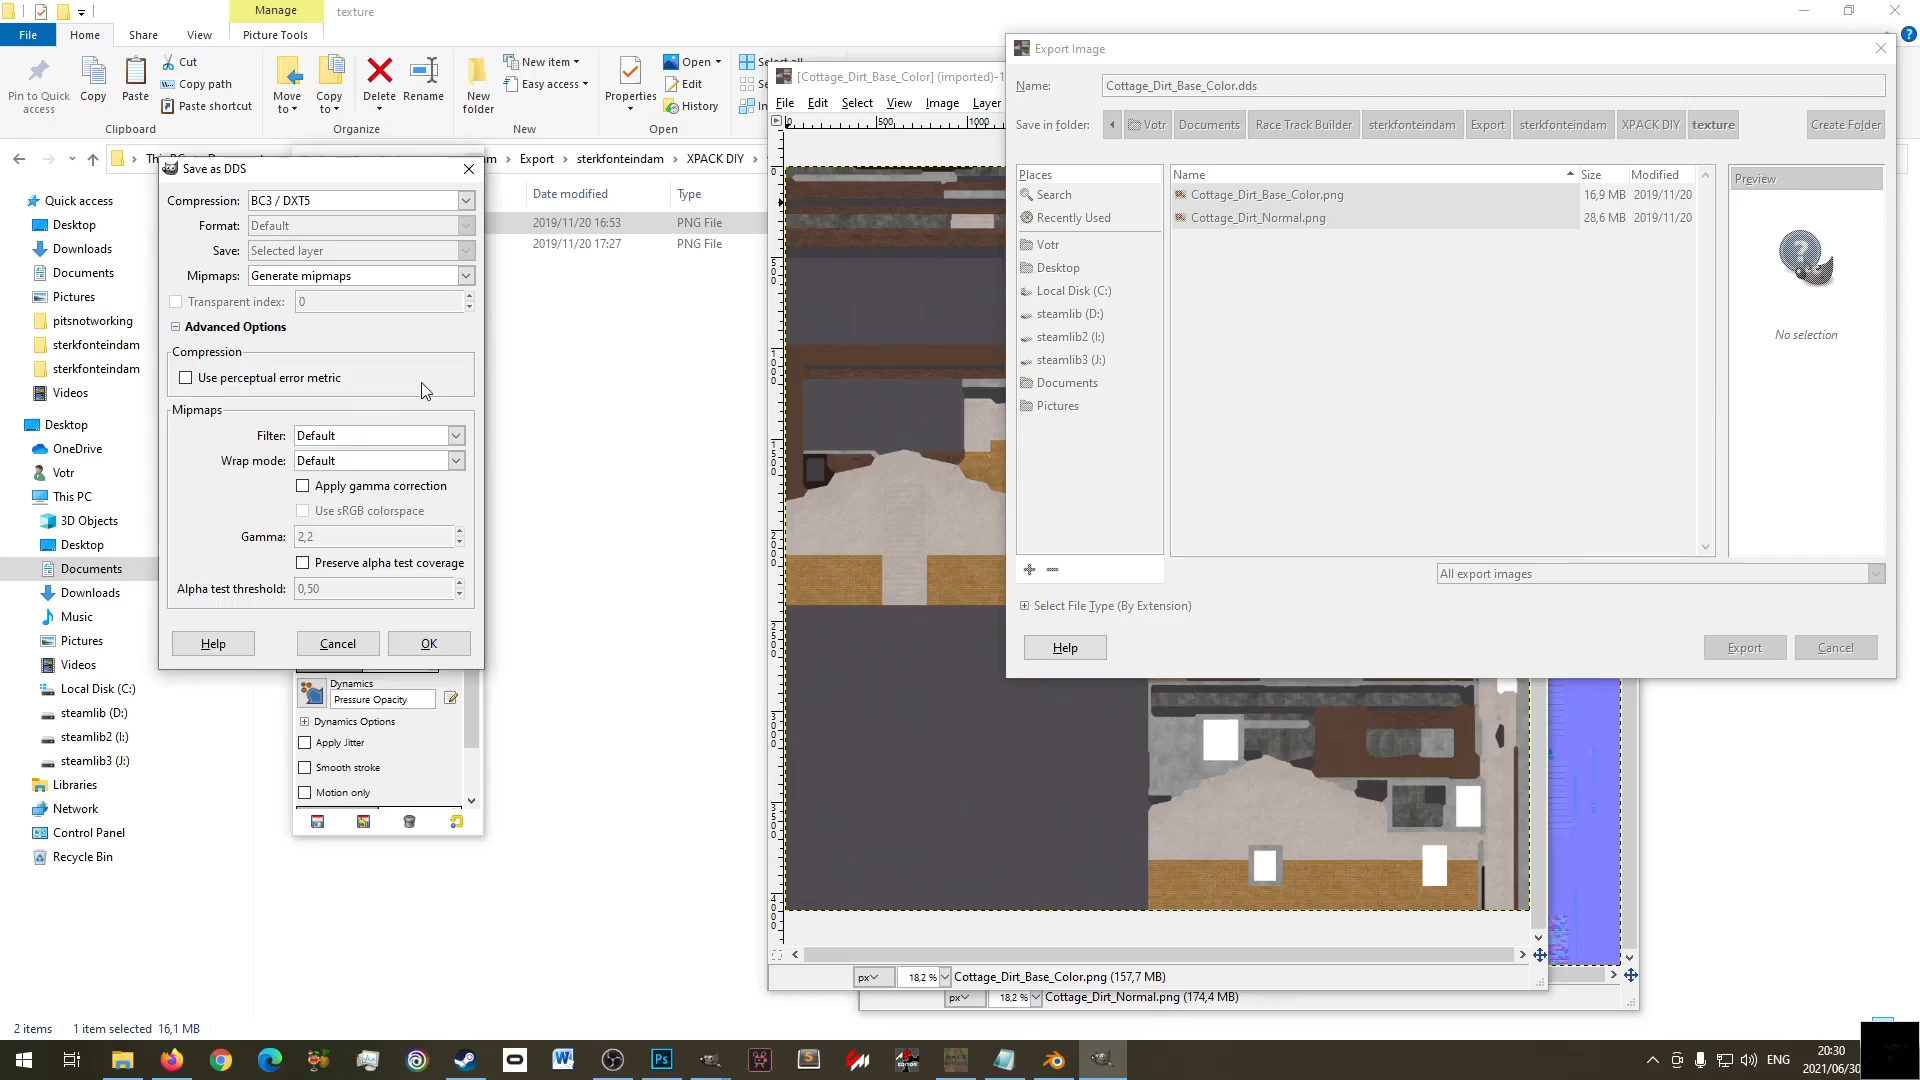 Manage
texture
File
Home
Share
View
Picture Tools
Pin to Quick access
Copy
Paste
Cut
Copy path
Paste shortcut
Clipboard
Move to
Copy to
Delete
Rename
Organize
New folder
New item
Easy access
New
Properties
Open
Edit
History
Open
Select all
Export
sterkfonteindam
XPACK DIY
Date modified
Type
2019/11/20 16:53
PNG File
2019/11/20 17:27
PNG File
Quick access
Desktop
Downloads
Documents
Pictures
pitsnotworking
sterkfonteindam
sterkfonteindam
Videos
Desktop
OneDrive
Votr
This PC
3D Objects
Desktop
Documents
Downloads
Music
Pictures
Videos
Local Disk (C:)
steamlib (D:)
steamlib2 (I:)
steamlib3 (J:)
Libraries
Network
Control Panel
Recycle Bin
2 items
1 item selected 16,1 MB
Save as DDS
Compression: BC3 / DXT5
Format: Default
Save: Selected layer
Mipmaps: Generate mipmaps
Transparent index: 0
Advanced Options
Compression
Use perceptual error metric
Mipmaps
Filter: Default
Wrap mode: Default
Apply gamma correction
Use sRGB colorspace
Gamma: 2,2
Preserve alpha test coverage
Alpha test threshold: 0,50
Help
Cancel
OK
Dynamics
Pressure Opacity
Dynamics Options
Apply Jitter
Smooth stroke
Motion only
[Cottage_Dirt_Base_Color] (imported)-1
File Edit Select View Image Layer
0 500 1000
px 18,2 % Cottage_Dirt_Base_Color.png (157,7 MB)
px 18,2 % Cottage_Dirt_Normal.png (174,4 MB)
Export Image
Name: Cottage_Dirt_Base_Color.dds
Save in folder: Votr Documents Race Track Builder sterkfonteindam Export sterkfonteindam XPACK DIY texture
Create Folder
Places
Search
Recently Used
Votr
Desktop
Local Disk (C:)
steamlib (D:)
steamlib2 (I:)
steamlib3 (J:)
Documents
Pictures
Name Size Modified
Cottage_Dirt_Base_Color.png 16,9 MB 2019/11/20
Cottage_Dirt_Normal.png 28,6 MB 2019/11/20
Preview
No selection
All export images
Select File Type (By Extension)
Help
Export
Cancel
ENG
20:30
2021/06/30